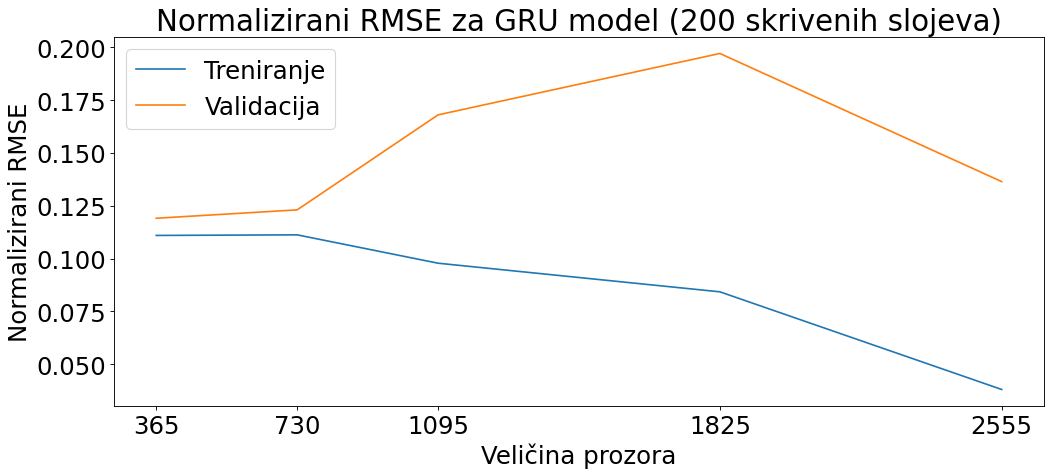 Normalizirani RMSE za GRU model (200 skrivenih slojeva)
Treniranje
Validacija
Normalizirani RMSE
0.200
0.175
0.150
0.125
0.100
0.075
0.050
365 730 1095 1825 2555
Veličina prozora